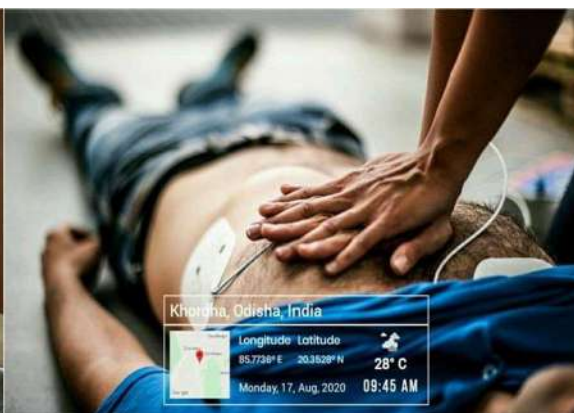 Khordha, Odisha, India
Longitude Latitude
85.7736° E 20.3528° N
28° C
Monday, 17, Aug, 2020 09:45 AM